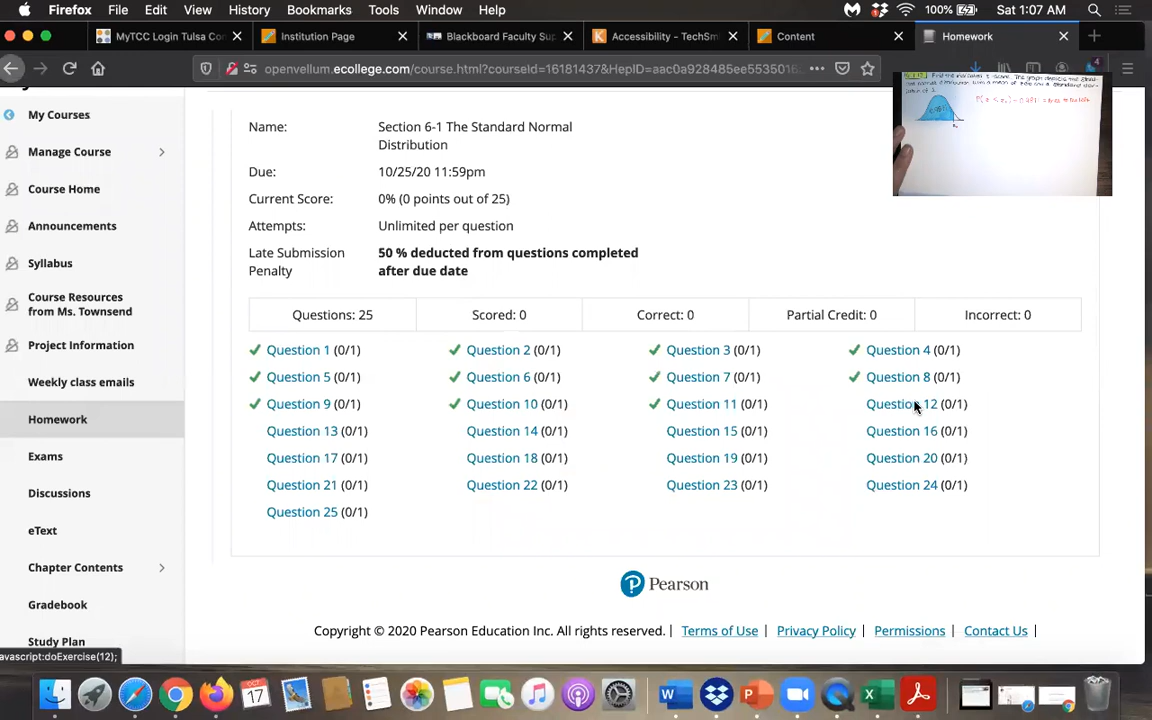 Firefox File Edit View History Bookmarks Tools Window Help 100% Sat 1:07 AM
MyTCC Login Tulsa Con
Institution Page
Blackboard Faculty Sup
Accessibility - TechSm
Content
Homework
openvellum.ecollege.com/course.html?courseId=16181437&HepID=aac0a928485ee5535016
4
My Courses
Manage Course
Course Home
Announcements
Syllabus
Course Resources
from Ms. Townsend
Project Information
Weekly class emails
Homework
Exams
Discussions
eText
Chapter Contents
Gradebook
Study Plan
avascript:doExercise(12);
Name: Section 6-1 The Standard Normal
Distribution
Due: 10/25/20 11:59pm
Current Score: 0% (0 points out of 25)
Attempts: Unlimited per question
Late Submission 50 % deducted from questions completed
Penalty after due date
Questions: 25 Scored: 0 Correct: 0 Partial Credit: 0 Incorrect: 0
Question 1 (0/1) Question 2 (0/1) Question 3 (0/1) Question 4 (0/1)
Question 5 (0/1) Question 6 (0/1) Question 7 (0/1) Question 8 (0/1)
Question 9 (0/1) Question 10 (0/1) Question 11 (0/1) Question 12 (0/1)
Question 13 (0/1) Question 14 (0/1) Question 15 (0/1) Question 16 (0/1)
Question 17 (0/1) Question 18 (0/1) Question 19 (0/1) Question 20 (0/1)
Question 21 (0/1) Question 22 (0/1) Question 23 (0/1) Question 24 (0/1)
Question 25 (0/1)
Pearson
Copyright © 2020 Pearson Education Inc. All rights reserved. | Terms of Use | Privacy Policy | Permissions | Contact Us |
OCT
17